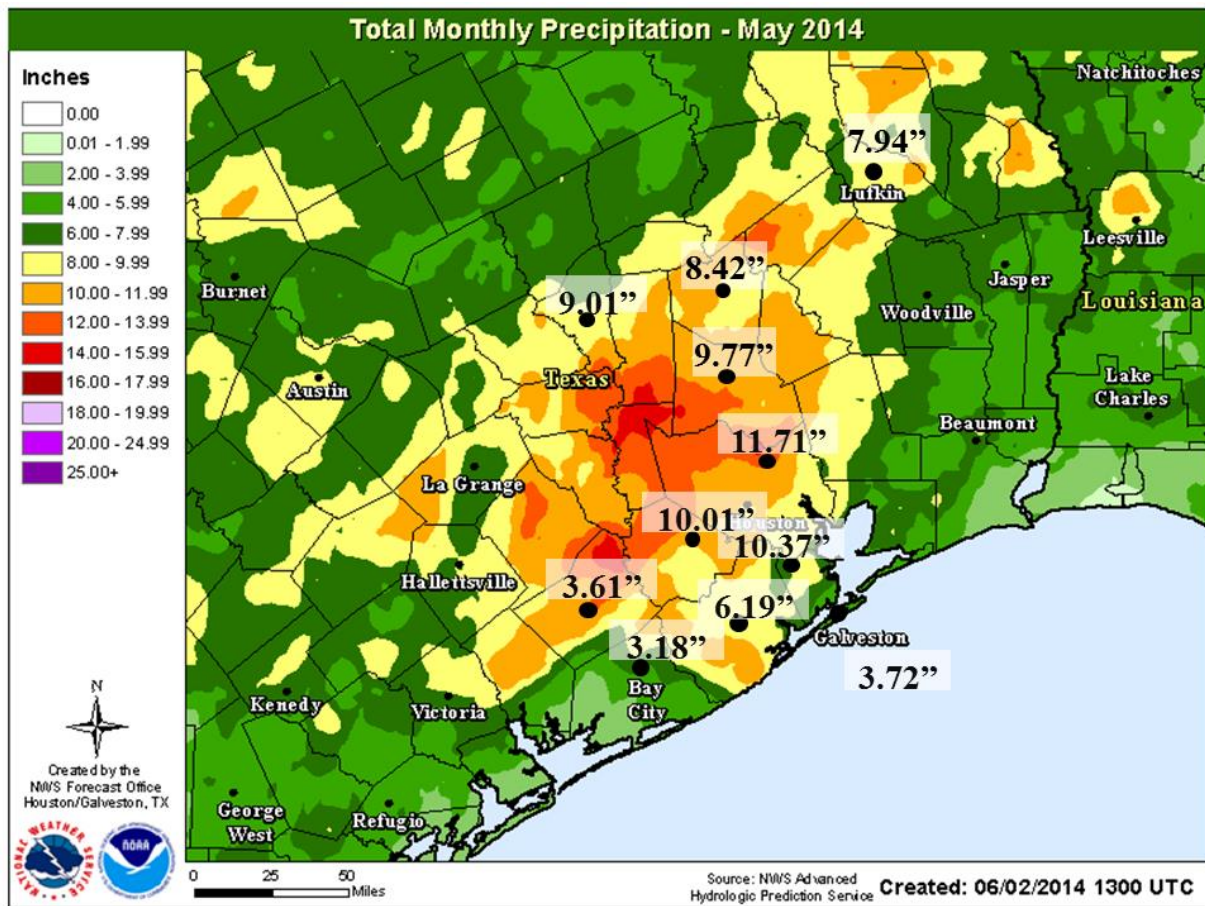 Total Monthly Precipitation - May 2014
Inches
0.00
0.01 - 1.99
2.00 - 3.99
4.00 - 5.99
6.00 - 7.99
8.00 - 9.99
10.00 - 11.99
12.00 - 13.99
14.00 - 15.99
16.00 - 17.99
18.00 - 19.99
20.00 - 24.99
25.00+
Natchitoches
7.94”
Lufkin
Leesville
8.42”
Jasper
Burnet
9.01”
Woodville
Louisiana
9.77”
Texas
Austin
Lake
Charles
Beaumont
11.71”
La Grange
10.01”
Houston
10.37”
Hallettsville
3.61”
6.19”
Galveston
3.18”
3.72”
Bay
City
Kenedy
Victoria
George
West
Refugio
N
Created by the
NWS Forecast Office
Houston/Galveston, TX
NATIONAL WEATHER SERVICE
NOAA
0 25 50
Miles
Source: NWS Advanced
Hydrologic Prediction Service
Created: 06/02/2014 1300 UTC